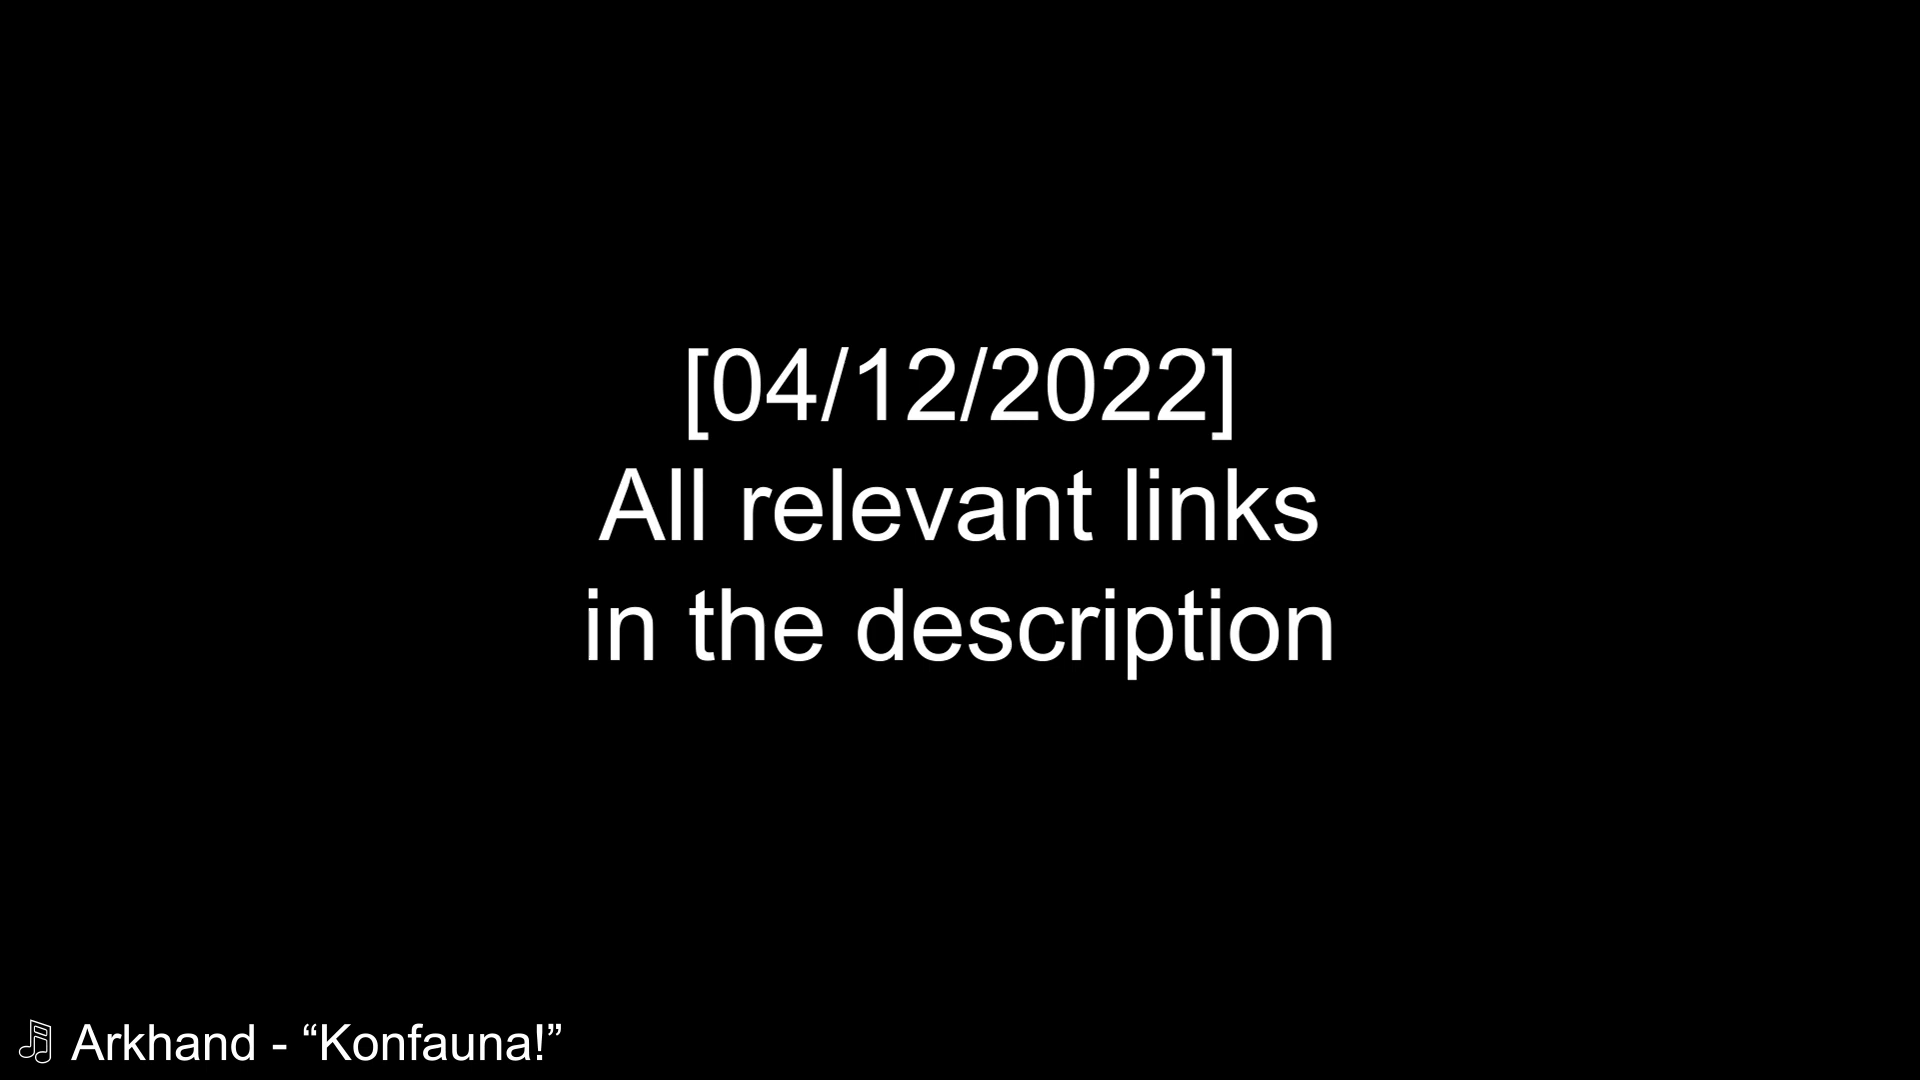 [04/12/2022]
All relevant links
in the description
🎵 Arkhand - “Konfauna!”